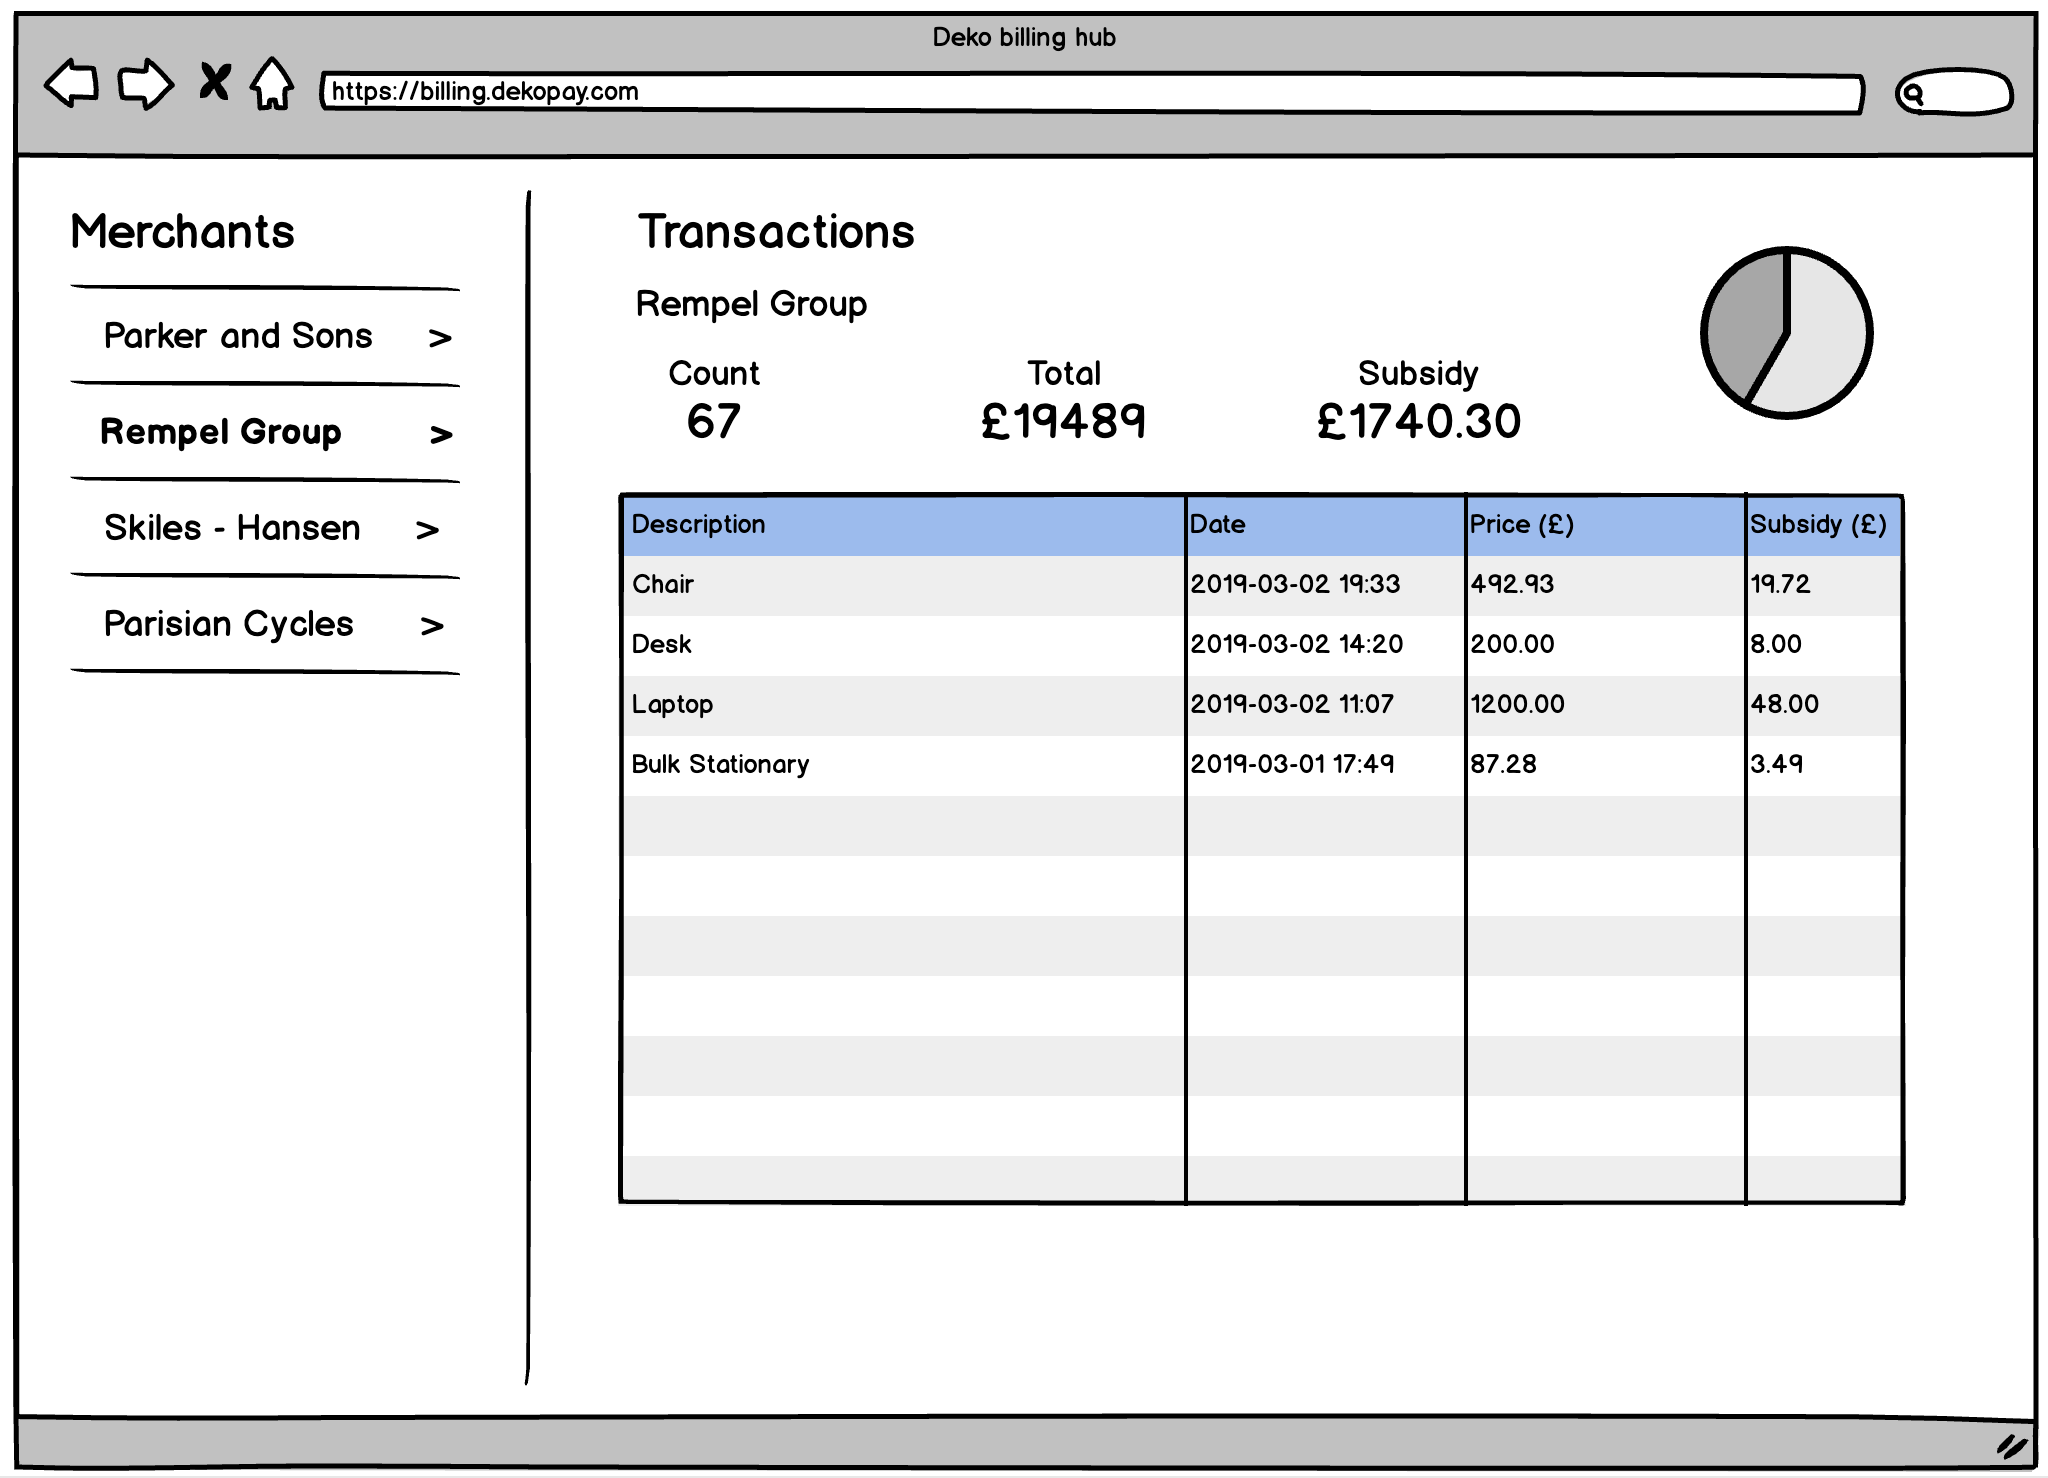 Deko billing hub
https://billing.dekopay.com
Merchants
Parker and Sons >
Rempel Group >
Skiles - Hansen >
Parisian Cycles >
Transactions
Rempel Group
Count Total Subsidy
67 £19489 £1740.30
Description Date Price (£) Subsidy (£)
Chair 2019-03-02 19:33 492.93 19.72
Desk 2019-03-02 14:20 200.00 8.00
Laptop 2019-03-02 11:07 1200.00 48.00
Bulk Stationary 2019-03-01 17:49 87.28 3.49